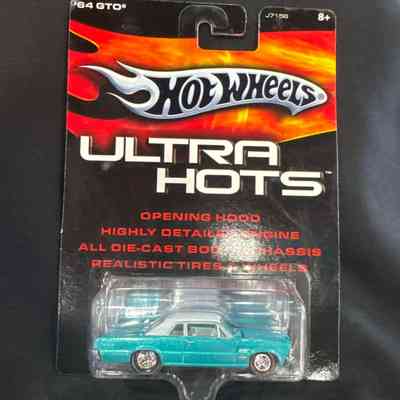 '64 GTO®
J7156 8+
HOT WHEELS
ULTRA
HOTS™
OPENING HOOD
HIGHLY DETAILED ENGINE
ALL DIE-CAST BODY & CHASSIS
REALISTIC TIRES & WHEELS